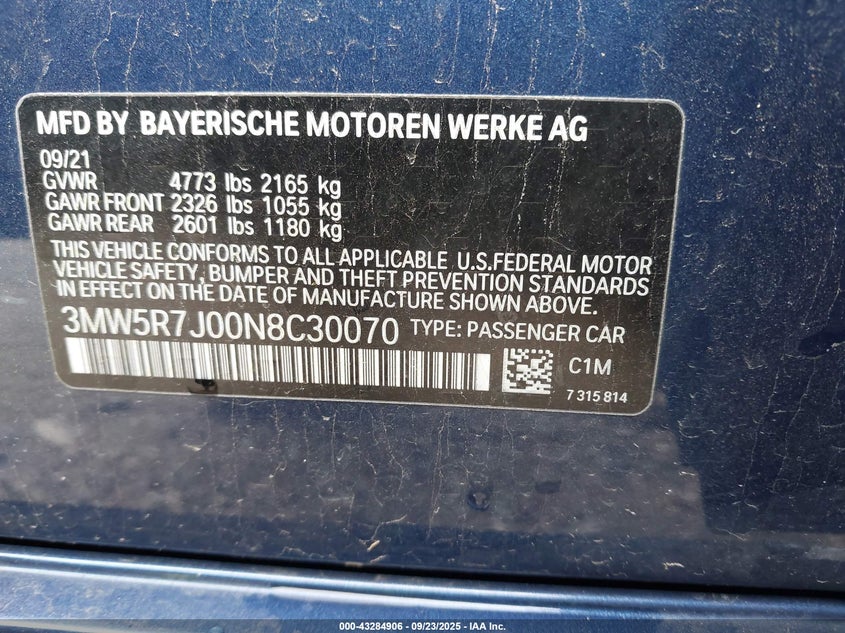 MFD BY BAYERISCHE MOTOREN WERKE AG
09/21
GVWR 4773 lbs 2165 kg
GAWR FRONT 2326 lbs 1055 kg
GAWR REAR 2601 lbs 1180 kg
THIS VEHICLE CONFORMS TO ALL APPLICABLE U.S.FEDERAL MOTOR
VEHICLE SAFETY, BUMPER AND THEFT PREVENTION STANDARDS
IN EFFECT ON THE DATE OF MANUFACTURE SHOWN ABOVE.
3MW5R7J00N8C30070 TYPE: PASSENGER CAR
C1M
7 315 814
000-43284906 - 09/23/2025 - IAA Inc.